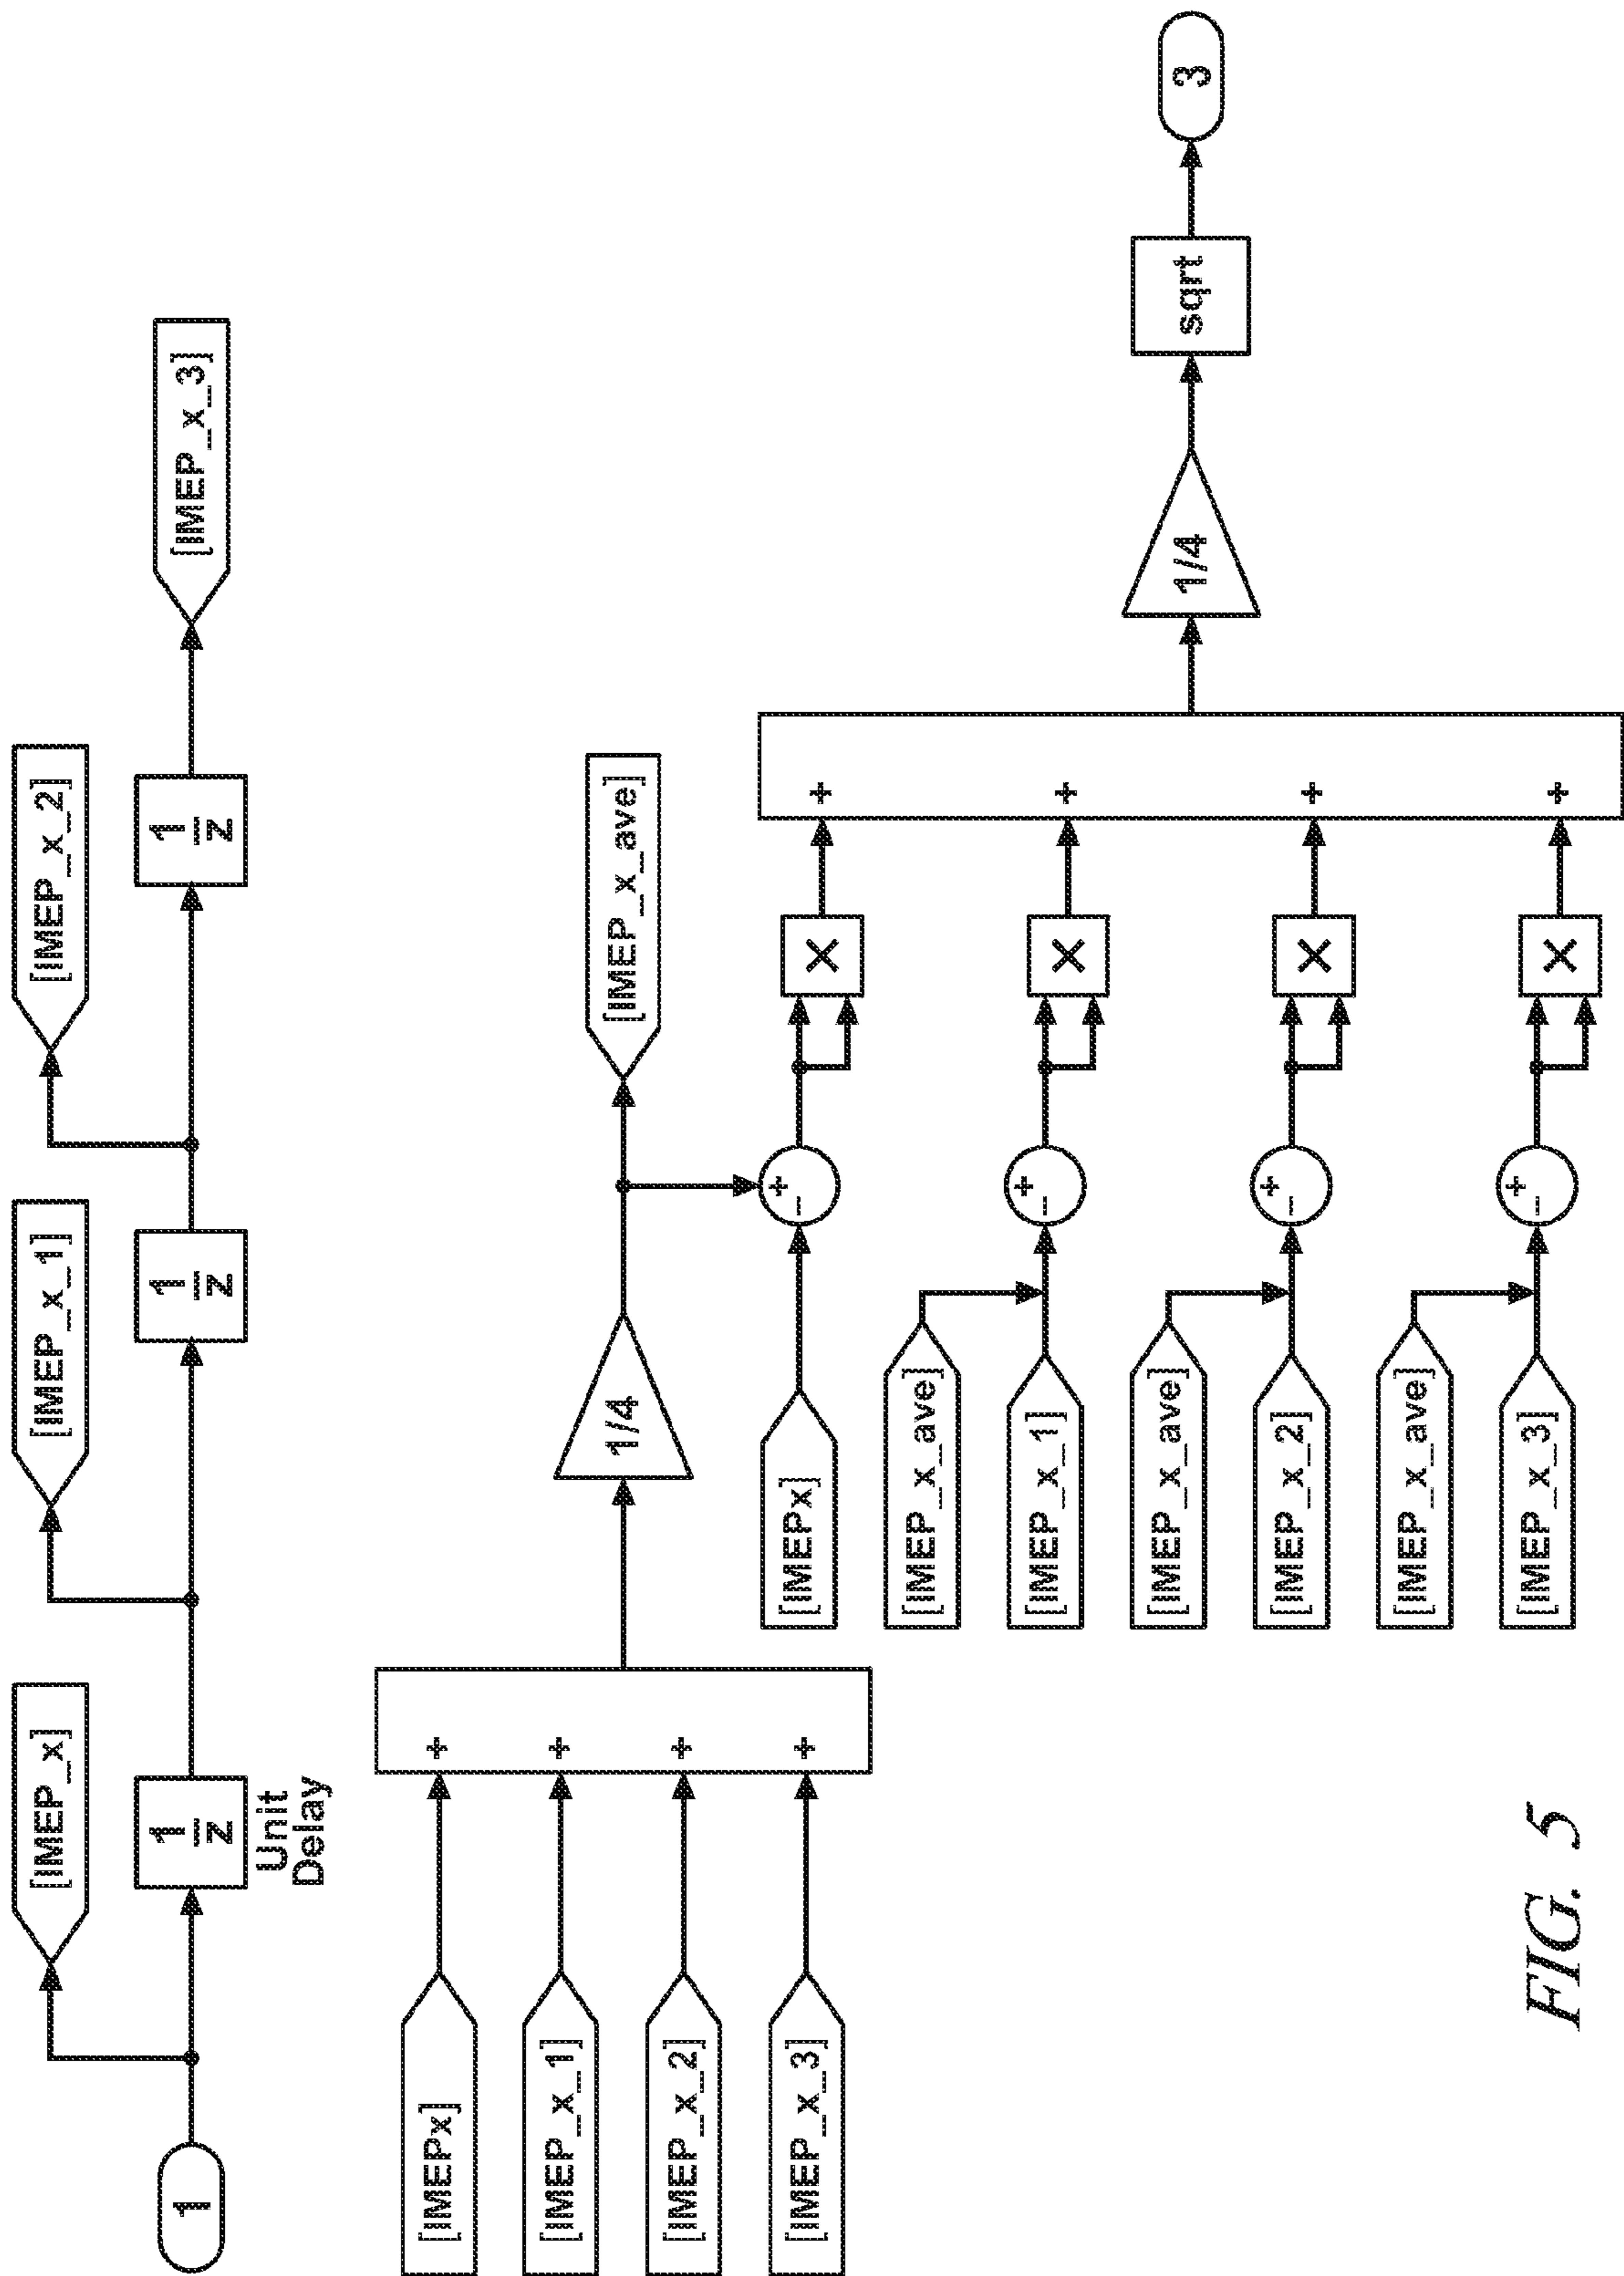 [IMEP_x]
[IMEP_x_1]
[IMEP_x_2]
1
1
z
1
z
1
z
[IMEP_x_3]
Unit
Delay
[IMEPx]
+
[IMEP_x_1]
+
[IMEP_x_2]
+
[IMEP_x_3]
+
1/4
[IMEP_x_ave]
[IMEPx]
+
−
×
+
[IMEP_x_ave]
[IMEP_x_1]
+
−
×
+
[IMEP_x_ave]
[IMEP_x_2]
+
−
×
+
[IMEP_x_ave]
[IMEP_x_3]
+
−
×
+
1/4
sqrt
3
FIG. 5